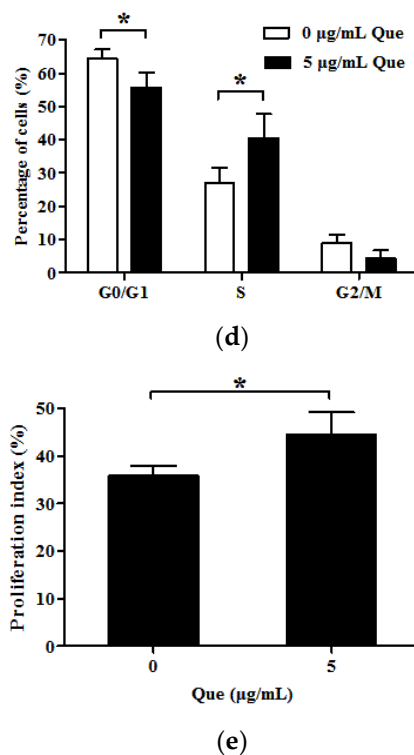 *
*
0 μg/mL Que
5 μg/mL Que
Percentage of cells (%)
70
60
50
40
30
20
10
0
G0/G1 S G2/M
(d)
*
Proliferation index (%)
50
40
30
20
10
0
0 5
Que (μg/mL)
(e)